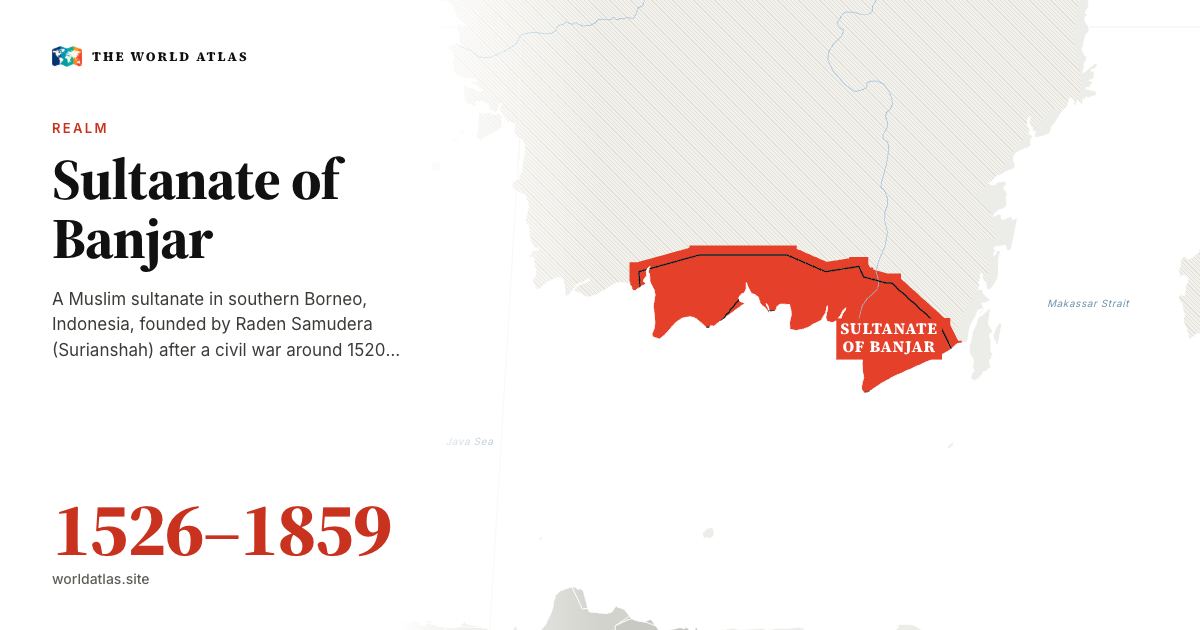 THE WORLD ATLAS
REALM
Sultanate of
Banjar
A Muslim sultanate in southern Borneo,
Indonesia, founded by Raden Samudera
(Surianshah) after a civil war around 1520...
1526–1859
worldatlas.site
SULTANATE
OF BANJAR
Makassar Strait
Java Sea